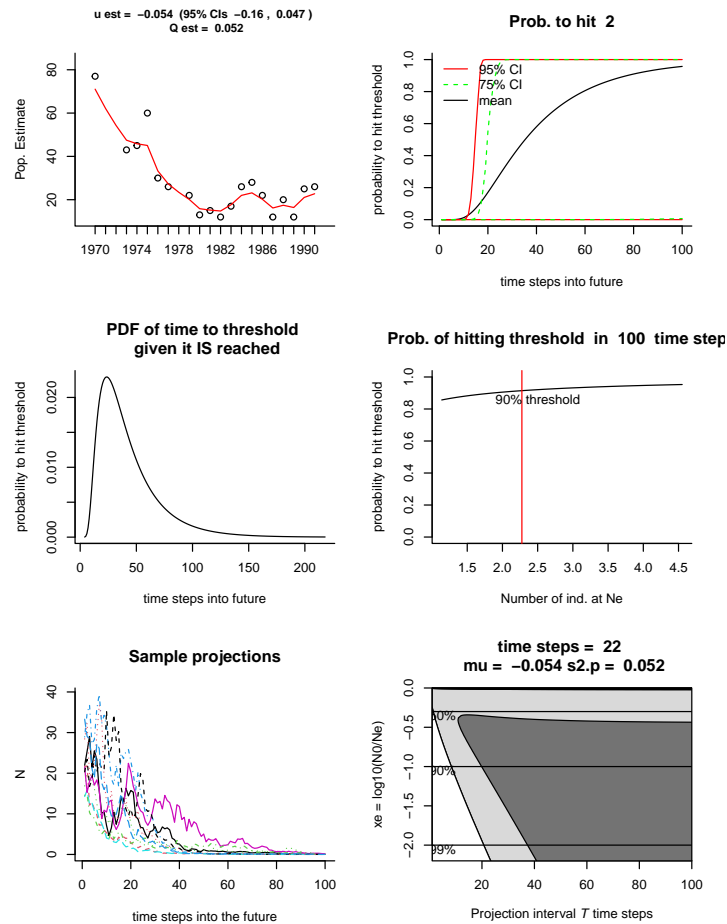 u est = −0.054 (95% CIs −0.16 , 0.047 )
Q est = 0.052
Pop. Estimate
80
60
40
20
1970 1974 1978 1982 1986 1990
Prob. to hit 2
probability to hit threshold
1.0
0.8
0.6
0.4
0.2
0.0
95% CI
75% CI
mean
0 20 40 60 80 100
time steps into future
PDF of time to threshold
given it IS reached
probability to hit threshold
0.020
0.010
0.000
0 50 100 150 200
time steps into future
Prob. of hitting threshold in 100 time step
probability to hit threshold
1.0
0.8
0.6
0.4
0.2
0.0
90% threshold
1.5 2.0 2.5 3.0 3.5 4.0 4.5
Number of ind. at Ne
Sample projections
N
40
30
20
10
0
0 20 40 60 80 100
time steps into the future
time steps = 22
mu = −0.054 s2.p = 0.052
xe = log10(N0/Ne)
0.0
−0.5
−1.0
−1.5
−2.0
90%
99%
20 40 60 80 100
Projection interval T time steps